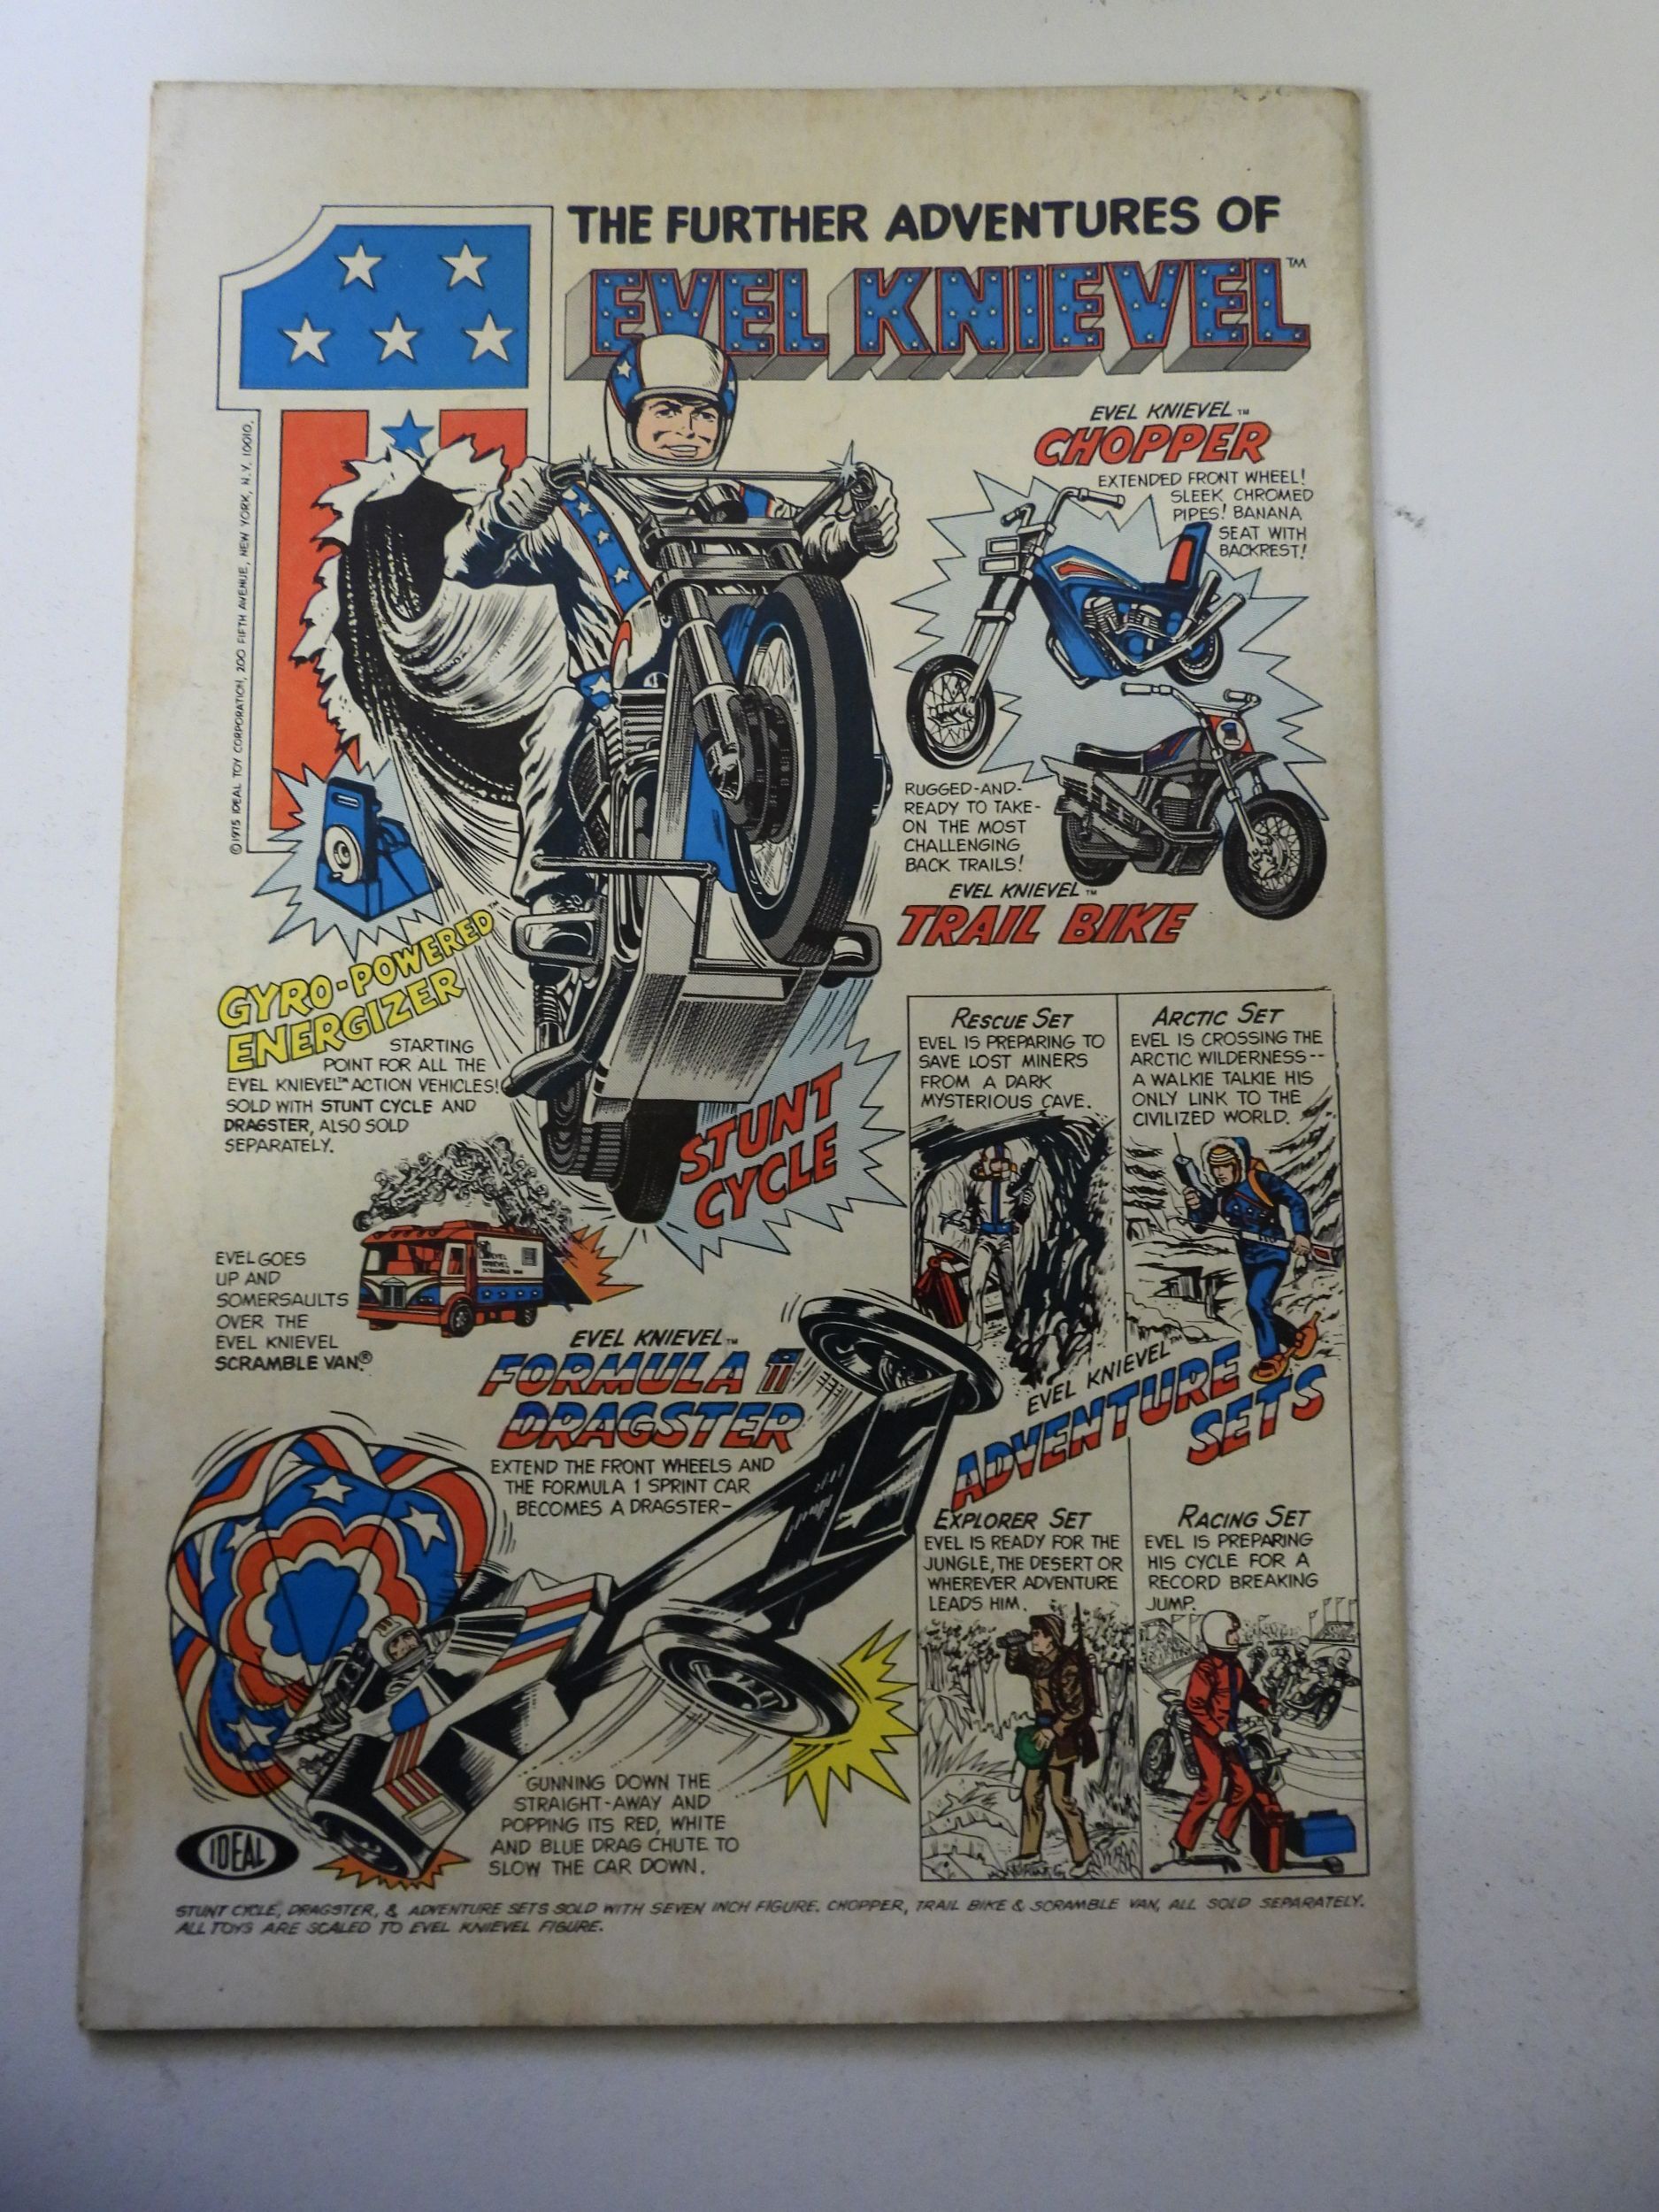 THE FURTHER ADVENTURES OF
EVEL KNIEVEL™
©1975 IDEAL TOY CORPORATION, 200 FIFTH AVENUE, NEW YORK, N.Y. 10010.
EVEL KNIEVEL™
CHOPPER
EXTENDED FRONT WHEEL!
SLEEK CHROMED
PIPES! BANANA
SEAT WITH
BACKREST!
RUGGED-AND-
READY TO TAKE-
ON THE MOST
CHALLENGING
BACK TRAILS!
EVEL KNIEVEL™
TRAIL BIKE
GYRO-POWERED™
ENERGIZER
STARTING
POINT FOR ALL THE
EVEL KNIEVEL™ ACTION VEHICLES!
SOLD WITH STUNT CYCLE AND
DRAGSTER, ALSO SOLD
SEPARATELY.
STUNT
CYCLE
EVEL GOES
UP AND
SOMERSAULTS
OVER THE
EVEL KNIEVEL
SCRAMBLE VAN.®
EVEL KNIEVEL™
FORMULA 1
DRAGSTER
EXTEND THE FRONT WHEELS AND
THE FORMULA 1 SPRINT CAR
BECOMES A DRAGSTER-
GUNNING DOWN THE
STRAIGHT-AWAY AND
POPPING ITS RED, WHITE
AND BLUE DRAG CHUTE TO
SLOW THE CAR DOWN.
RESCUE SET
EVEL IS PREPARING TO
SAVE LOST MINERS
FROM A DARK
MYSTERIOUS CAVE.
ARCTIC SET
EVEL IS CROSSING THE
ARCTIC WILDERNESS--
A WALKIE TALKIE HIS
ONLY LINK TO THE
CIVILIZED WORLD.
EVEL KNIEVEL™
ADVENTURE
SETS
EXPLORER SET
EVEL IS READY FOR THE
JUNGLE, THE DESERT OR
WHEREVER ADVENTURE
LEADS HIM.
RACING SET
EVEL IS PREPARING
HIS CYCLE FOR A
RECORD BREAKING
JUMP.
IDEAL
STUNT CYCLE, DRAGSTER, & ADVENTURE SETS SOLD WITH SEVEN INCH FIGURE. CHOPPER, TRAIL BIKE & SCRAMBLE VAN, ALL SOLD SEPARATELY.
ALL TOYS ARE SCALED TO EVEL KNIEVEL FIGURE.